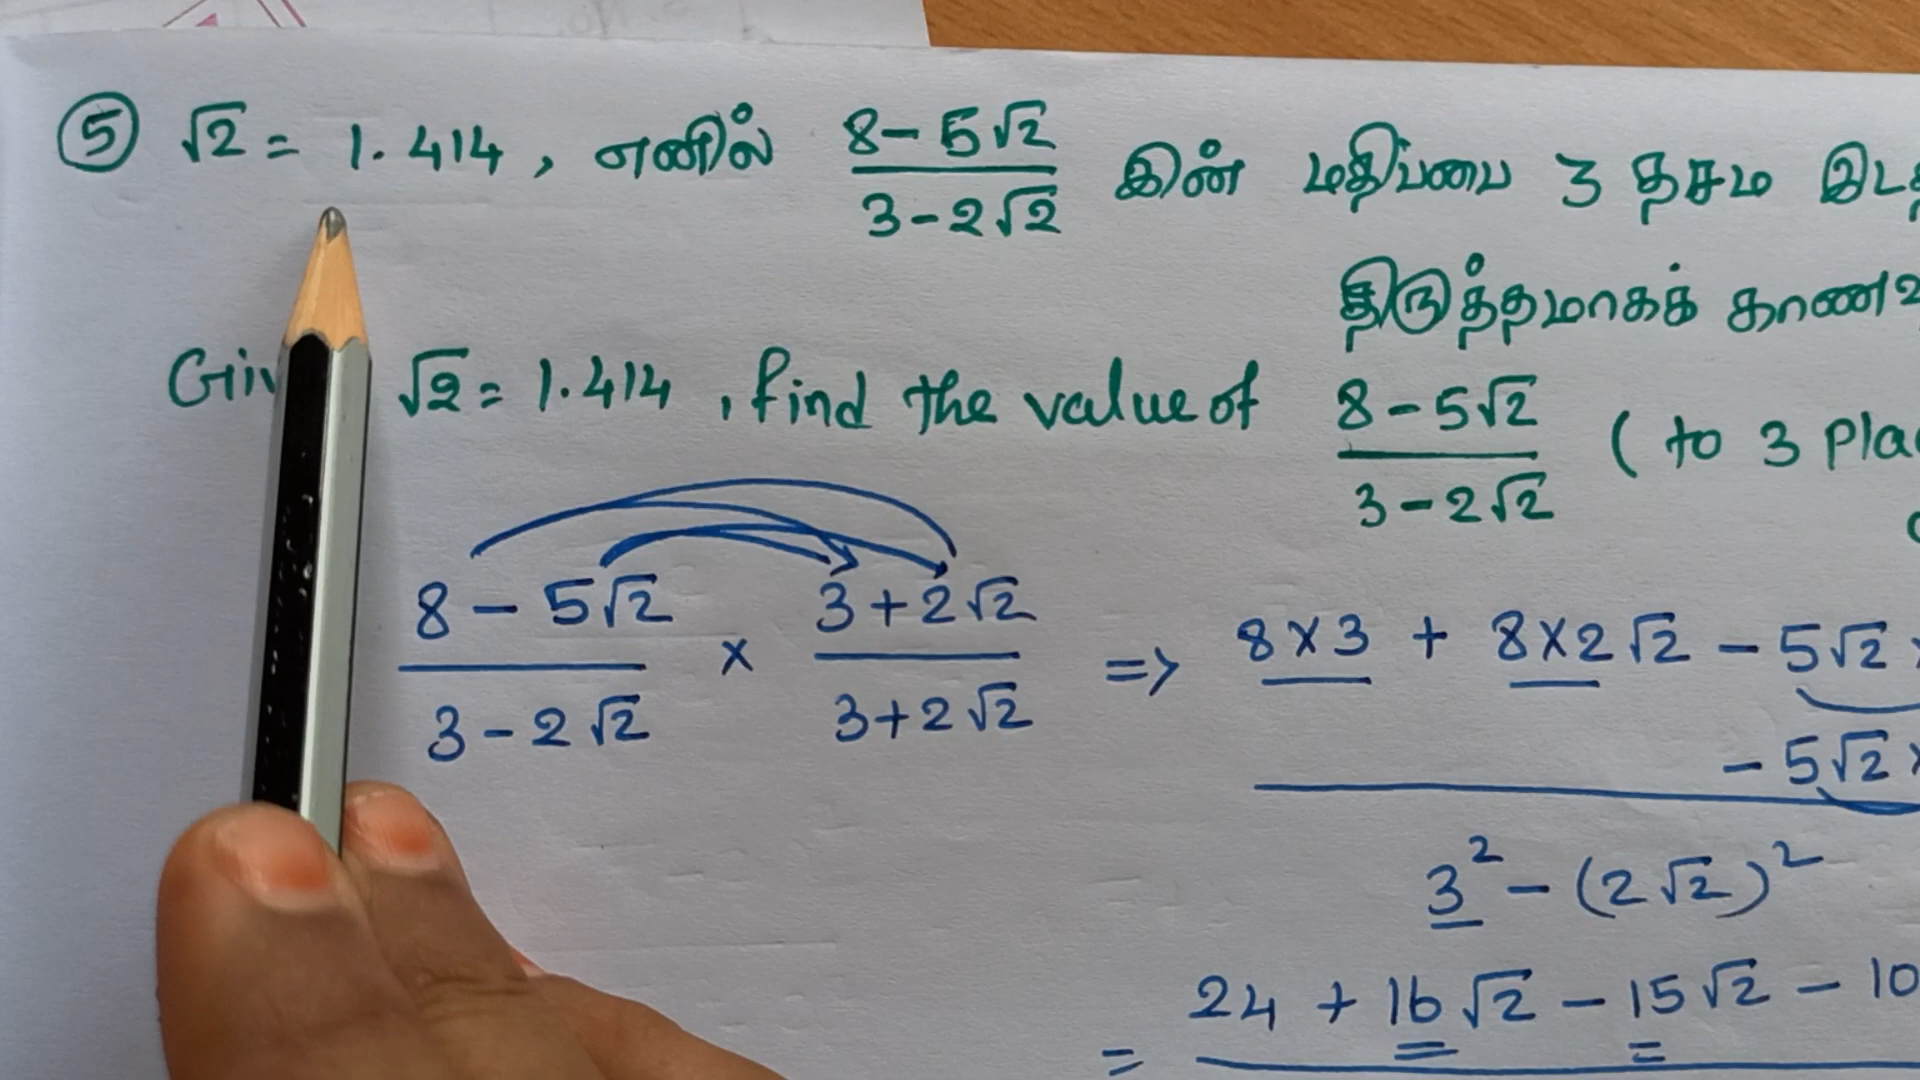 ⑤ √2 = 1.414, எனில் (8-5√2)/(3-2√2) இன் மதிப்பை 3 தசம
திருத்தமாகக்
√2 = 1.414, find the value of (8-5√2)/(3-2√2) ( to 3
(8-5√2)/(3-2√2) × (3+2√2)/(3+2√2) => 8×3 + 8×2√2 - 5√2
- 5√2
3² - (2√2)²
= 24 + 16√2 - 15√2 - 10